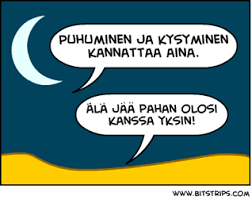 PUHUMINEN JA KYSYMINEN
KANNATTAA AINA.
ÄLÄ JÄÄ PAHAN OLOSI
KANSSA YKSIN!
WWW.BITSTRIPS.COM